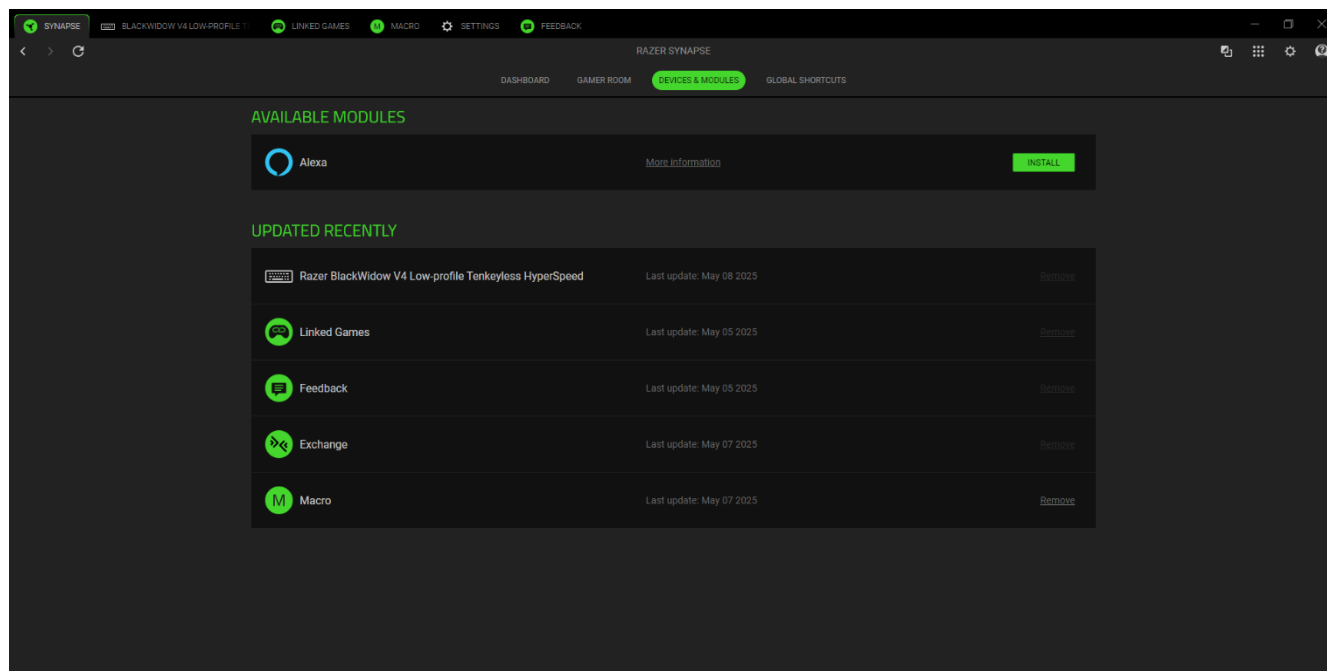 SYNAPSE BLACKWIDOW V4 LOW-PROFILE LINKED GAMES MACRO SETTINGS FEEDBACK
RAZER SYNAPSE
DASHBOARD GAMER ROOM DEVICES & MODULES GLOBAL SHORTCUTS
AVAILABLE MODULES
Alexa More information INSTALL
UPDATED RECENTLY
Razer BlackWidow V4 Low-profile Tenkeyless HyperSpeed Last update: May 08 2025 Remove
Linked Games Last update: May 05 2025 Remove
Feedback Last update: May 05 2025 Remove
Exchange Last update: May 07 2025 Remove
M Macro Last update: May 07 2025 Remove